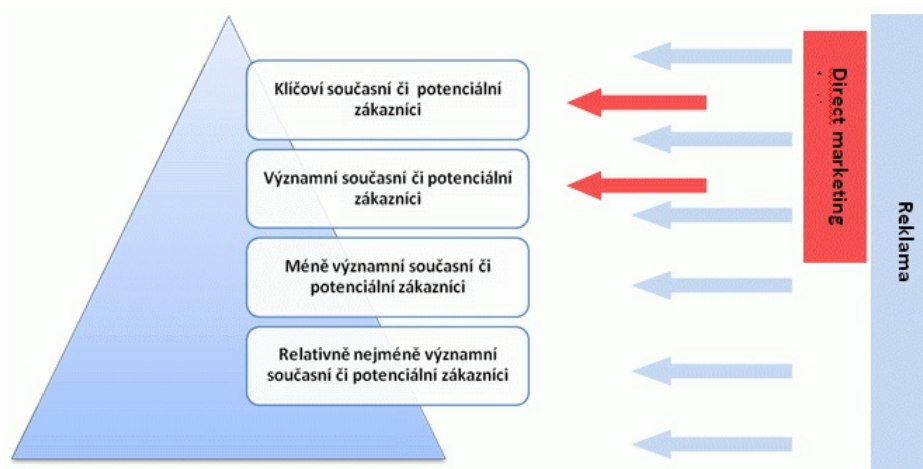 Klíčoví současní či potenciální
zákazníci
Významní současní či potenciální
zákazníci
Méně významní současní či
potenciální zákazníci
Relativně nejméně významní
současní či potenciální zákazníci
Direct marketing
Reklama